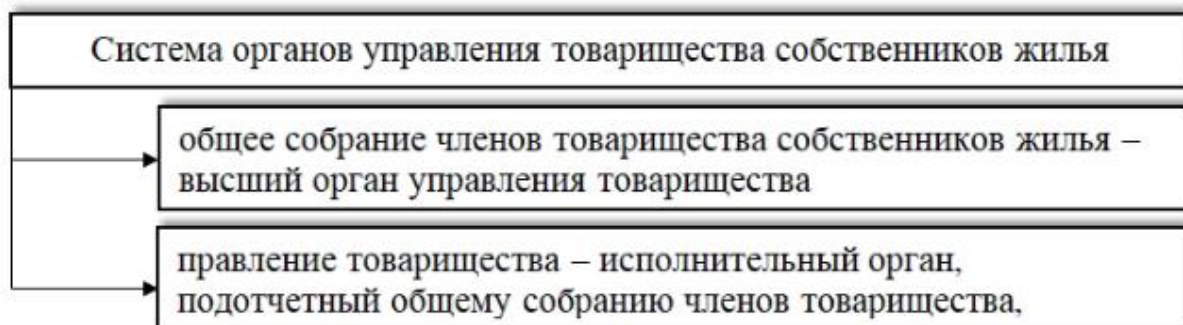 Система органов управления товарищества собственников жилья
общее собрание членов товарищества собственников жилья –
высший орган управления товарищества
правление товарищества – исполнительный орган,
подотчетный общему собранию членов товарищества,